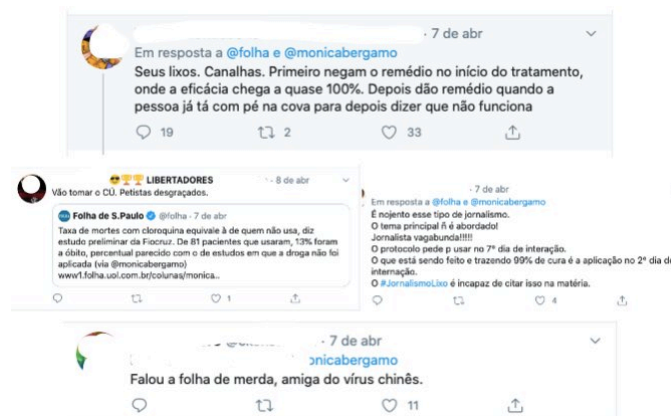 · 7 de abr
Em resposta a @folha e @monicabergamo
Seus lixos. Canalhas. Primeiro negam o remédio no início do tratamento,
onde a eficácia chega a quase 100%. Depois dão remédio quando a
pessoa já tá com pé na cova para depois dizer que não funciona
19 2 33
LIBERTADORES · 8 de abr
Vão tomar o CÚ. Petistas desgraçados.
Folha de S.Paulo @folha · 7 de abr
Taxa de mortes com cloroquina equivale à de quem não usa, diz
estudo preliminar da Fiocruz. De 81 pacientes que usaram, 13% foram
a óbito, percentual parecido com o de estudos em que a droga não foi
aplicada (via @monicabergamo)
www1.folha.uol.com.br/colunas/monica..
1
· 7 de abr
Em resposta a @folha e @monicabergamo
É nojento esse tipo de jornalismo.
O tema principal ñ é abordado!
Jornalista vagabunda!!!!!
O protocolo pede p usar no 7º dia de interação.
O que está sendo feito e trazendo 99% de cura é a aplicação no 2º dia de
internação.
O #JornalismoLixo é incapaz de citar isso na matéria.
4
· 7 de abr
onicabergamo
Falou a folha de merda, amiga do vírus chinês.
11